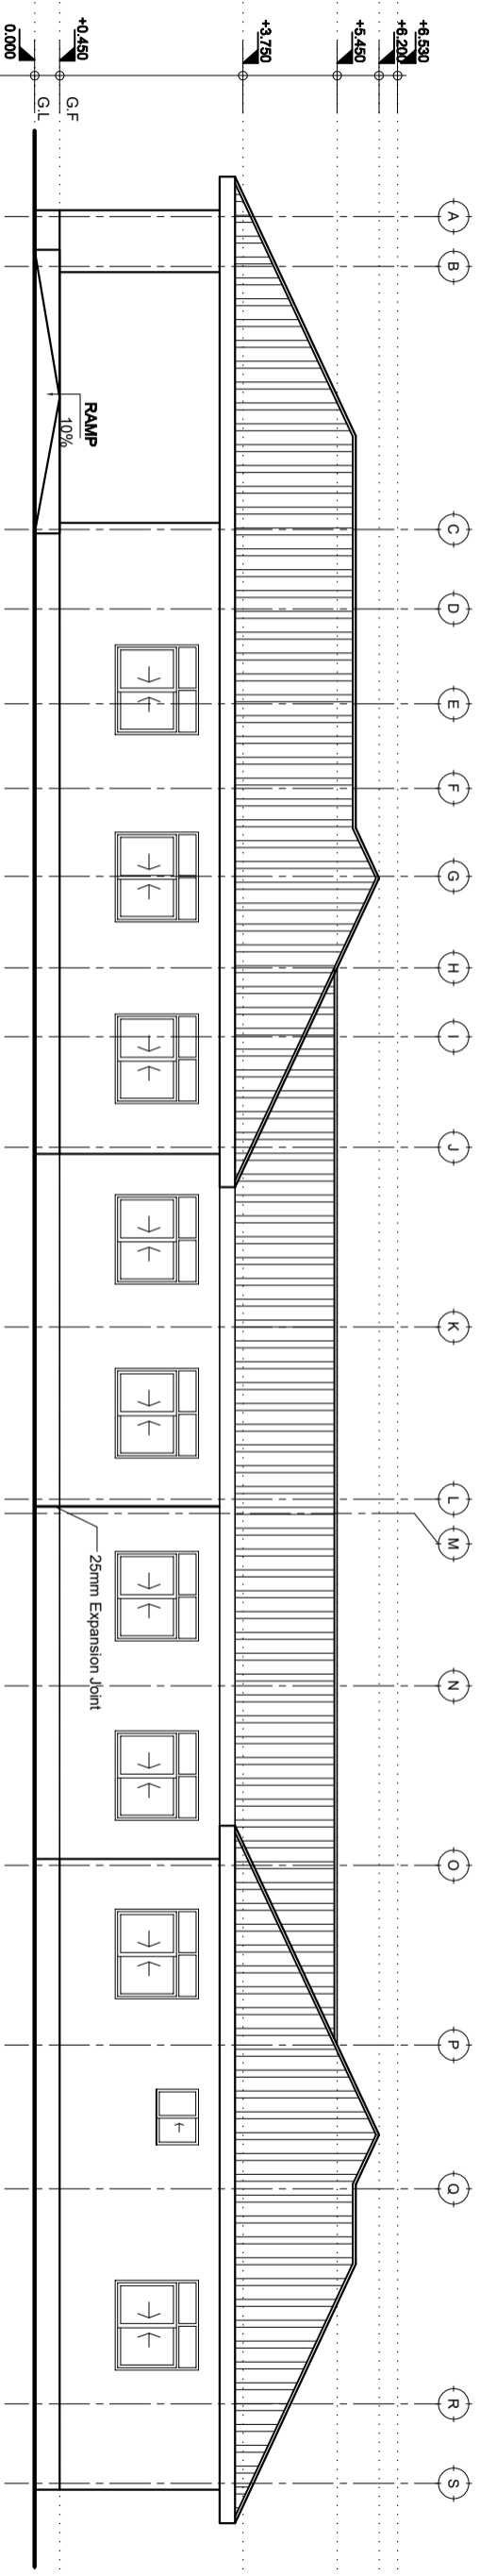 +6.530
+6.200
+5.450
+3.750
+0.450
0.000
G.F
G.L
A
B
C
D
E
F
G
H
I
J
K
L
M
N
O
P
Q
R
S
RAMP
10%
25mm Expansion Joint